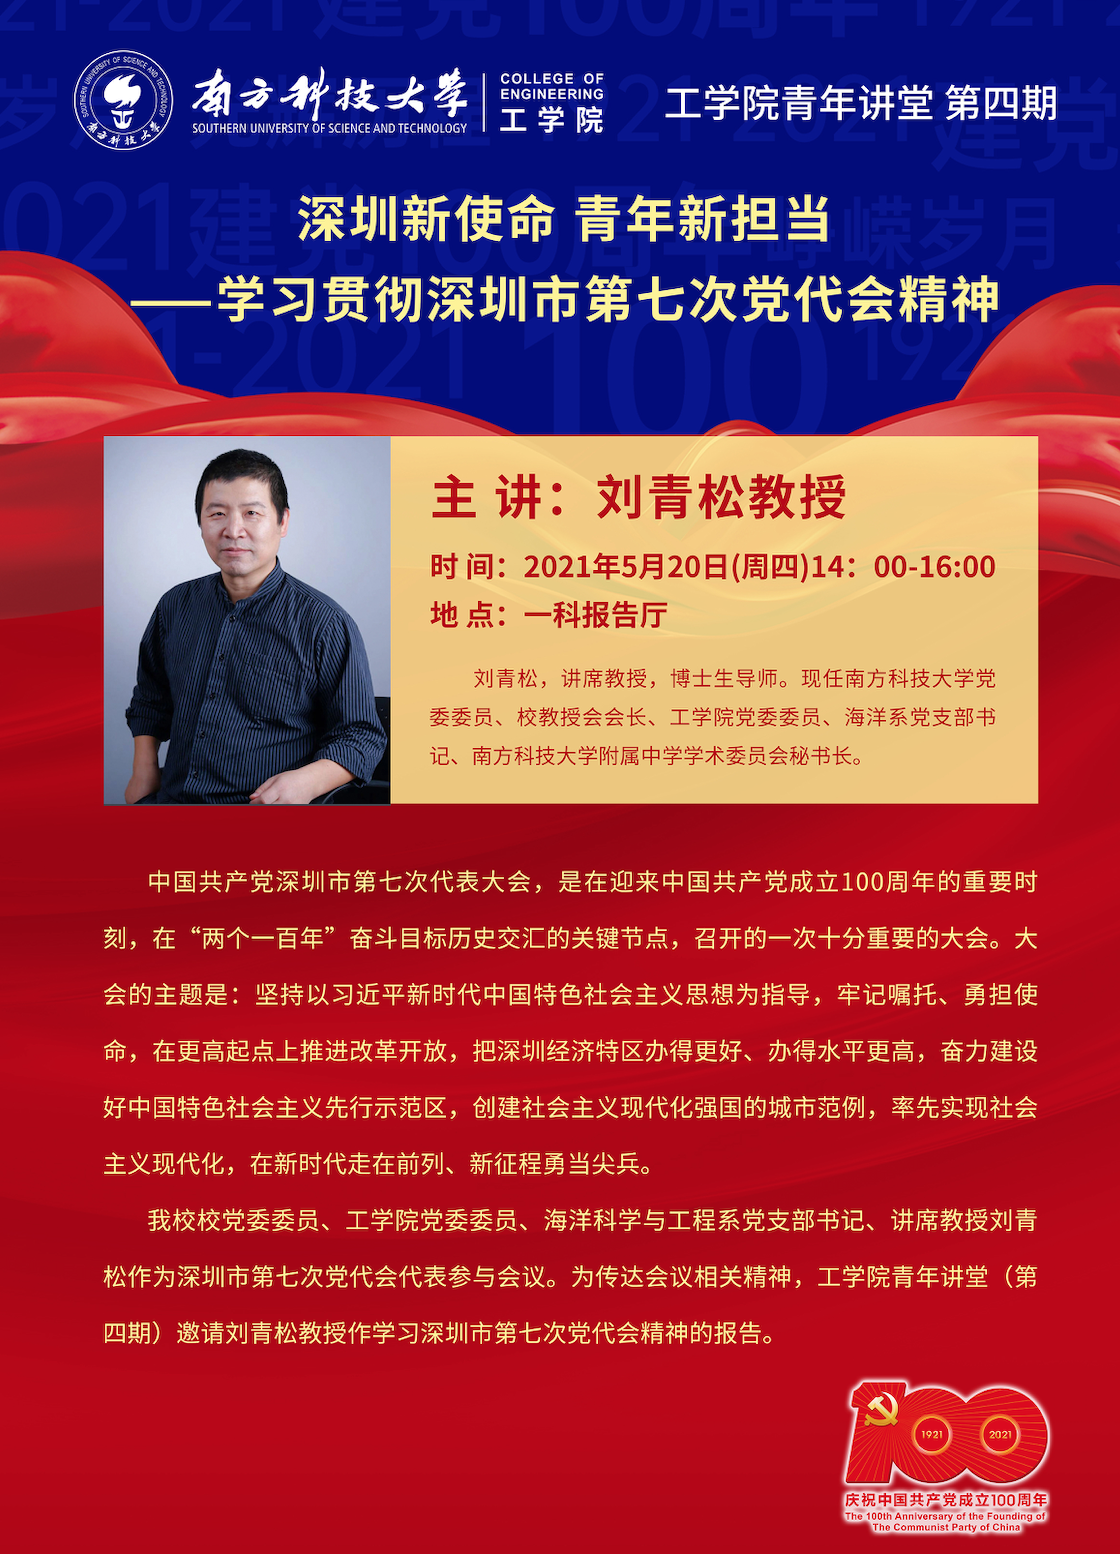 SOUTHERN UNIVERSITY OF SCIENCE AND TECHNOLOGY
南方科技大学
南方科技大学
SOUTHERN UNIVERSITY OF SCIENCE AND TECHNOLOGY
COLLEGE OF
ENGINEERING
工学院
工学院青年讲堂 第四期
深圳新使命 青年新担当
——学习贯彻深圳市第七次党代会精神
主 讲：刘青松教授
时 间：2021年5月20日(周四)14：00-16:00
地 点：一科报告厅
刘青松，讲席教授，博士生导师。现任南方科技大学党
委委员、校教授会会长、工学院党委委员、海洋系党支部书
记、南方科技大学附属中学学术委员会秘书长。
中国共产党深圳市第七次代表大会，是在迎来中国共产党成立100周年的重要时
刻，在“两个一百年”奋斗目标历史交汇的关键节点，召开的一次十分重要的大会。大
会的主题是：坚持以习近平新时代中国特色社会主义思想为指导，牢记嘱托、勇担使
命，在更高起点上推进改革开放，把深圳经济特区办得更好、办得水平更高，奋力建设
好中国特色社会主义先行示范区，创建社会主义现代化强国的城市范例，率先实现社会
主义现代化，在新时代走在前列、新征程勇当尖兵。
我校校党委委员、工学院党委委员、海洋科学与工程系党支部书记、讲席教授刘青
松作为深圳市第七次党代会代表参与会议。为传达会议相关精神，工学院青年讲堂（第
四期）邀请刘青松教授作学习深圳市第七次党代会精神的报告。
100
1921
2021
庆祝中国共产党成立100周年
The 100th Anniversary of the Founding of
The Communist Party of China